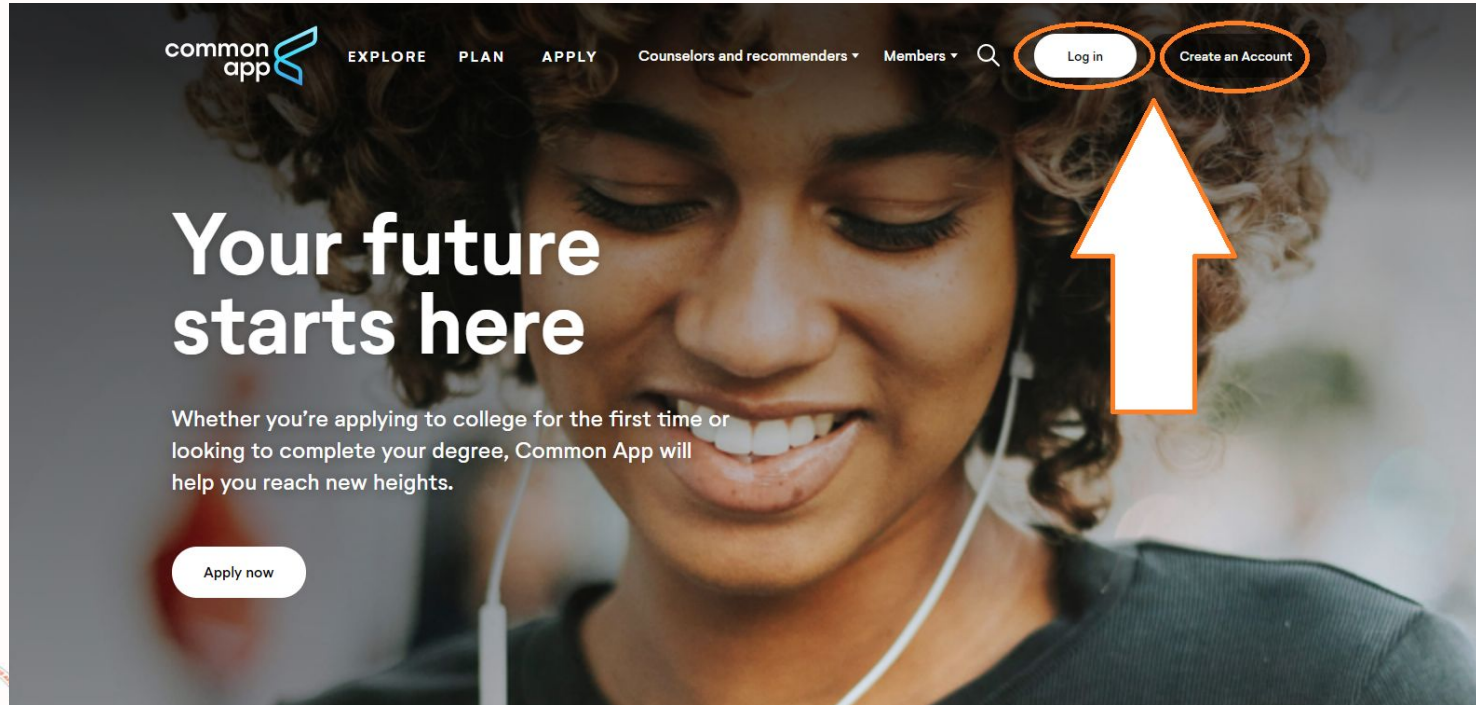 common
app
EXPLORE PLAN APPLY Counselors and recommenders Members Log in Create an Account
Your future
starts here
Whether you’re applying to college for the first time or
looking to complete your degree, Common App will
help you reach new heights.
Apply now